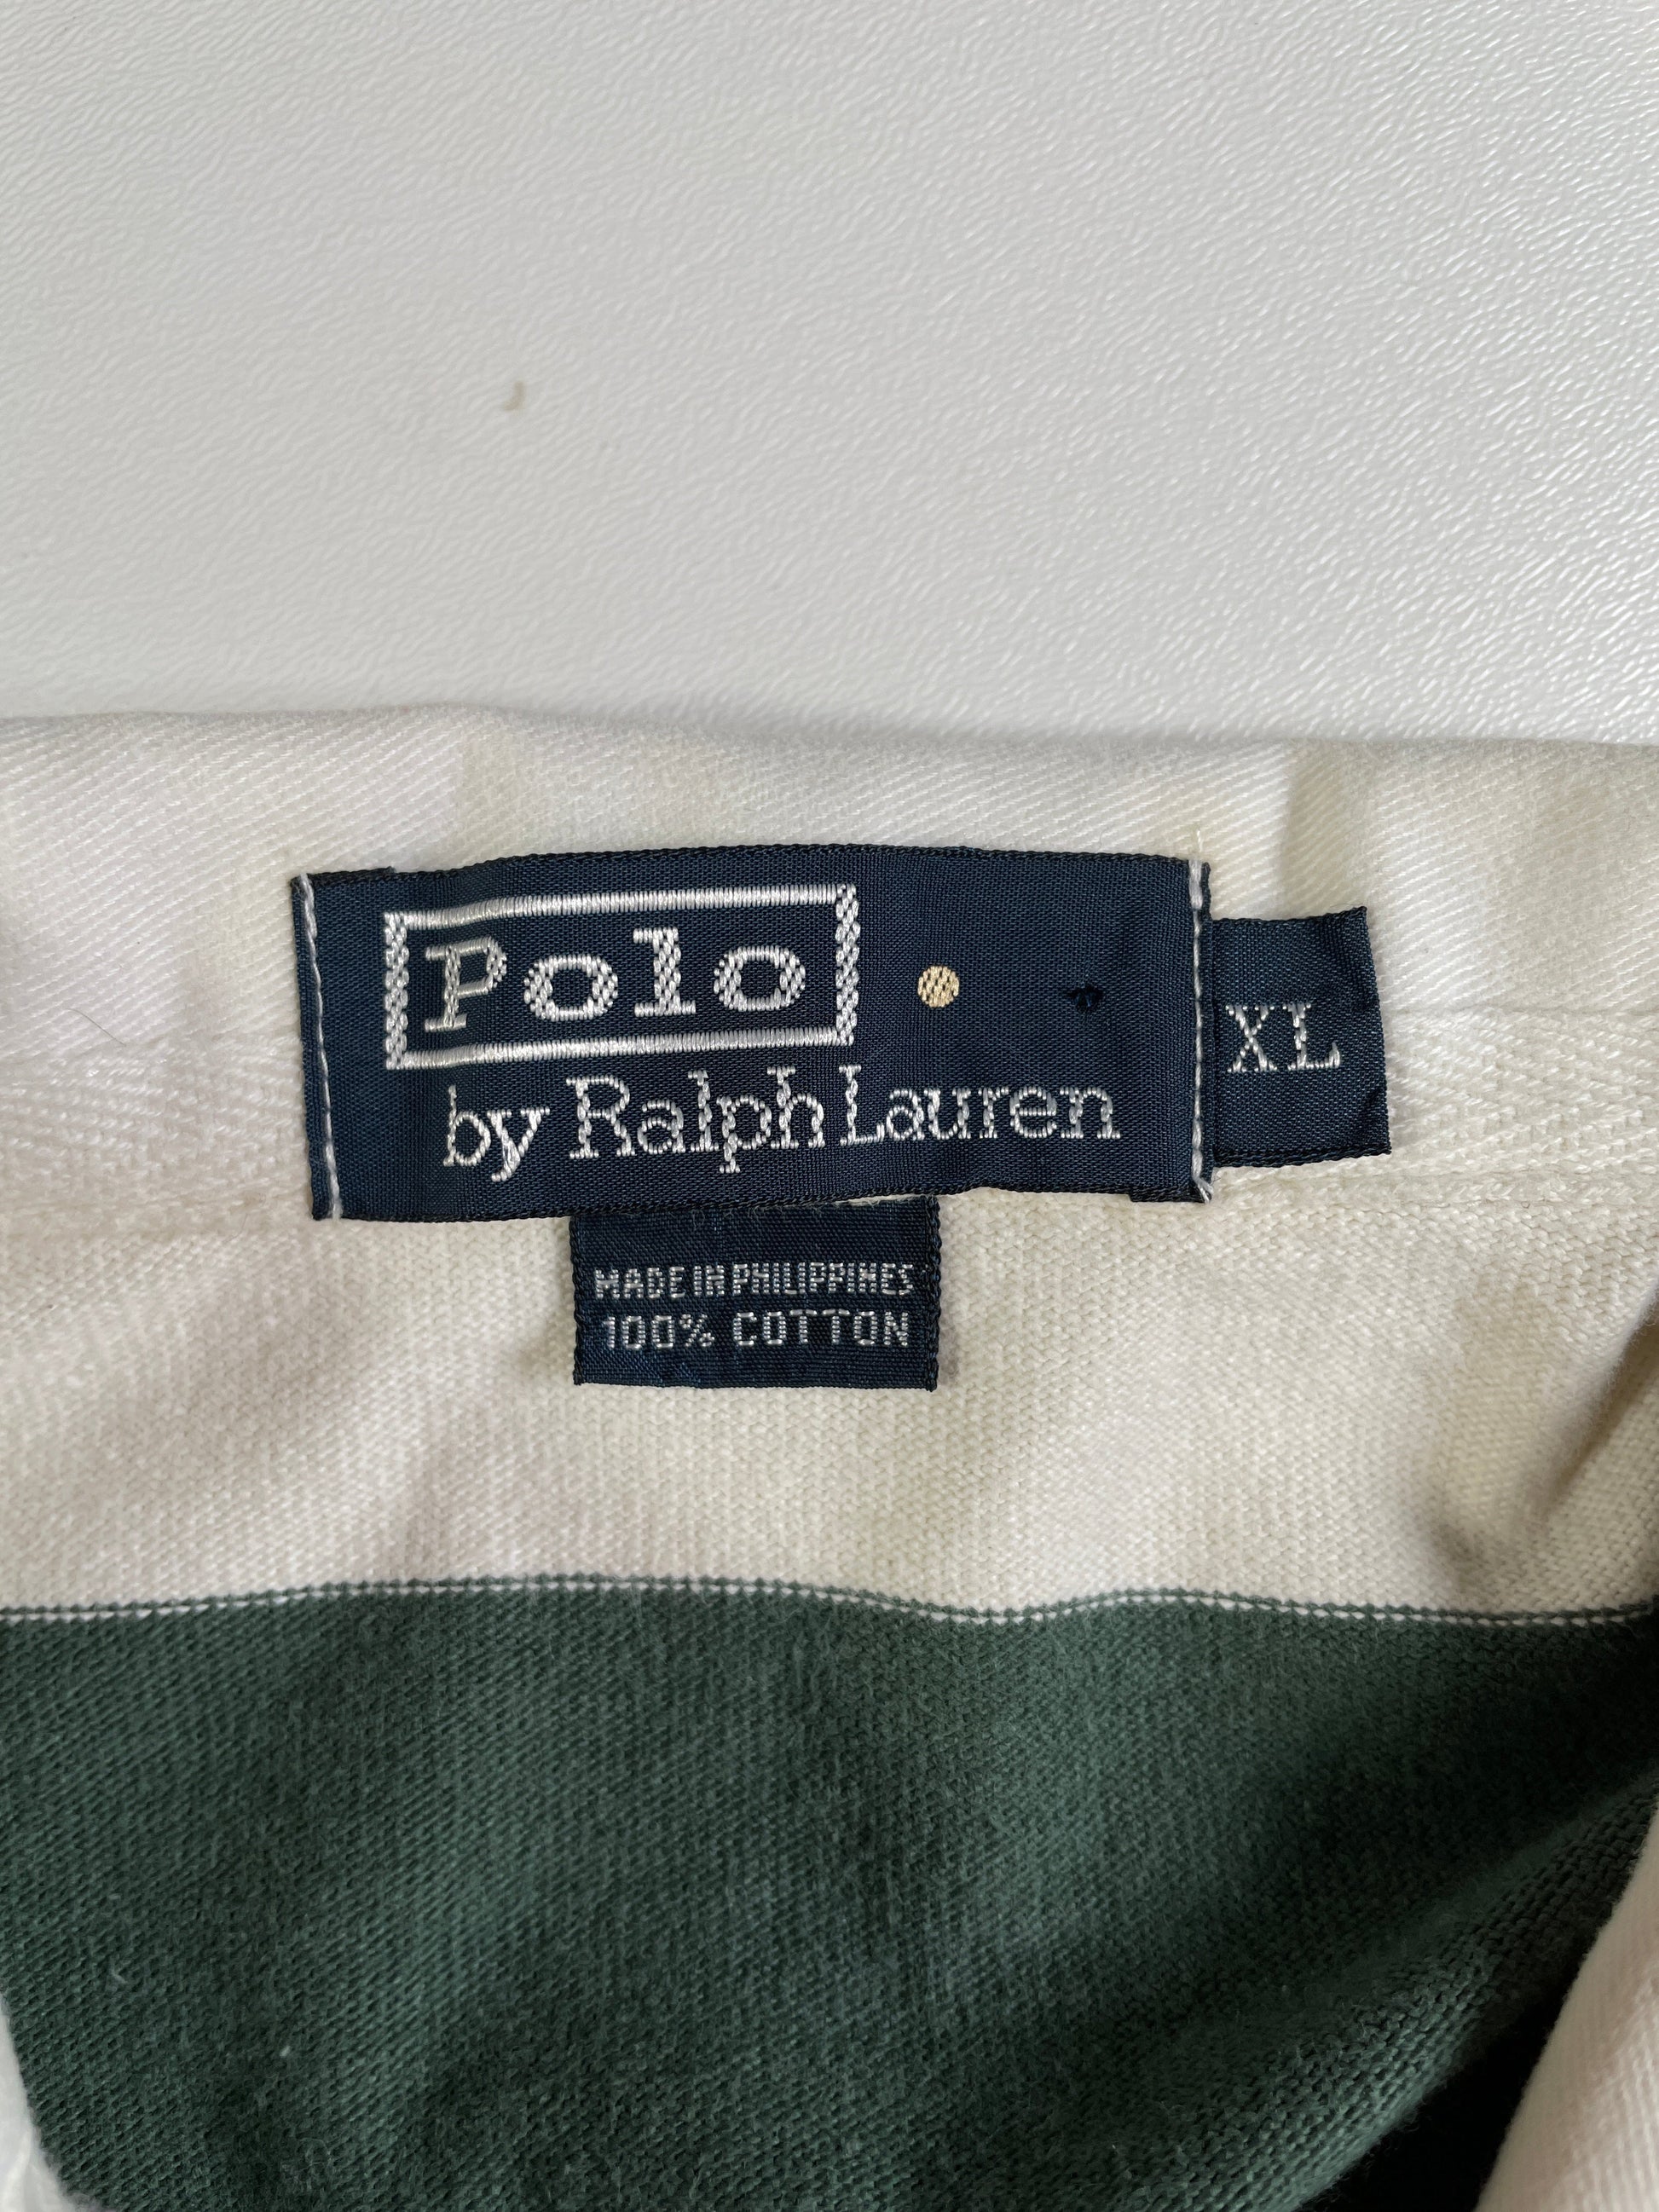 Polo
by Ralph Lauren
XL
MADE IN PHILIPPINES
100% COTTON